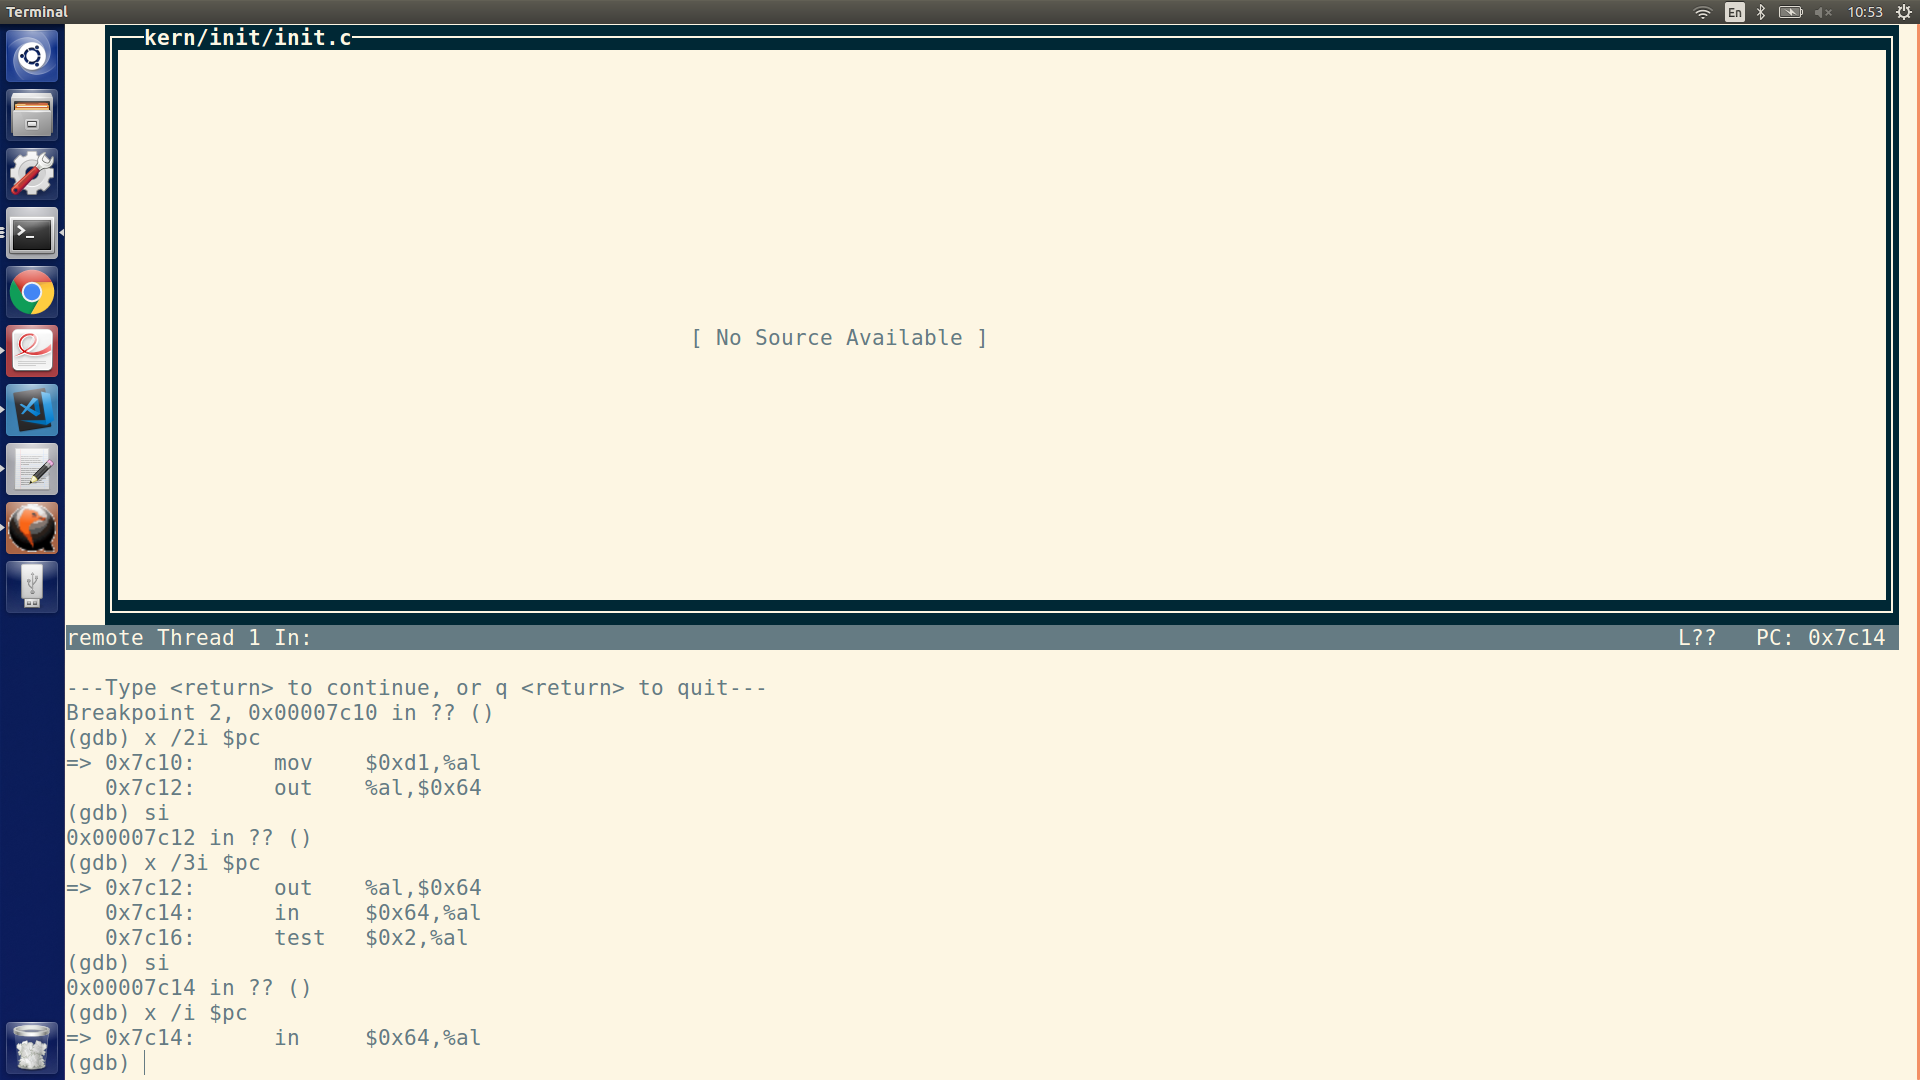 Terminal
En
10:53
kern/init/init.c
[ No Source Available ]
remote Thread 1 In: L?? PC: 0x7c14
---Type <return> to continue, or q <return> to quit---
Breakpoint 2, 0x00007c10 in ?? ()
(gdb) x /2i $pc
=> 0x7c10: mov $0xd1,%al
0x7c12: out %al,$0x64
(gdb) si
0x00007c12 in ?? ()
(gdb) x /3i $pc
=> 0x7c12: out %al,$0x64
0x7c14: in $0x64,%al
0x7c16: test $0x2,%al
(gdb) si
0x00007c14 in ?? ()
(gdb) x /i $pc
=> 0x7c14: in $0x64,%al
(gdb)